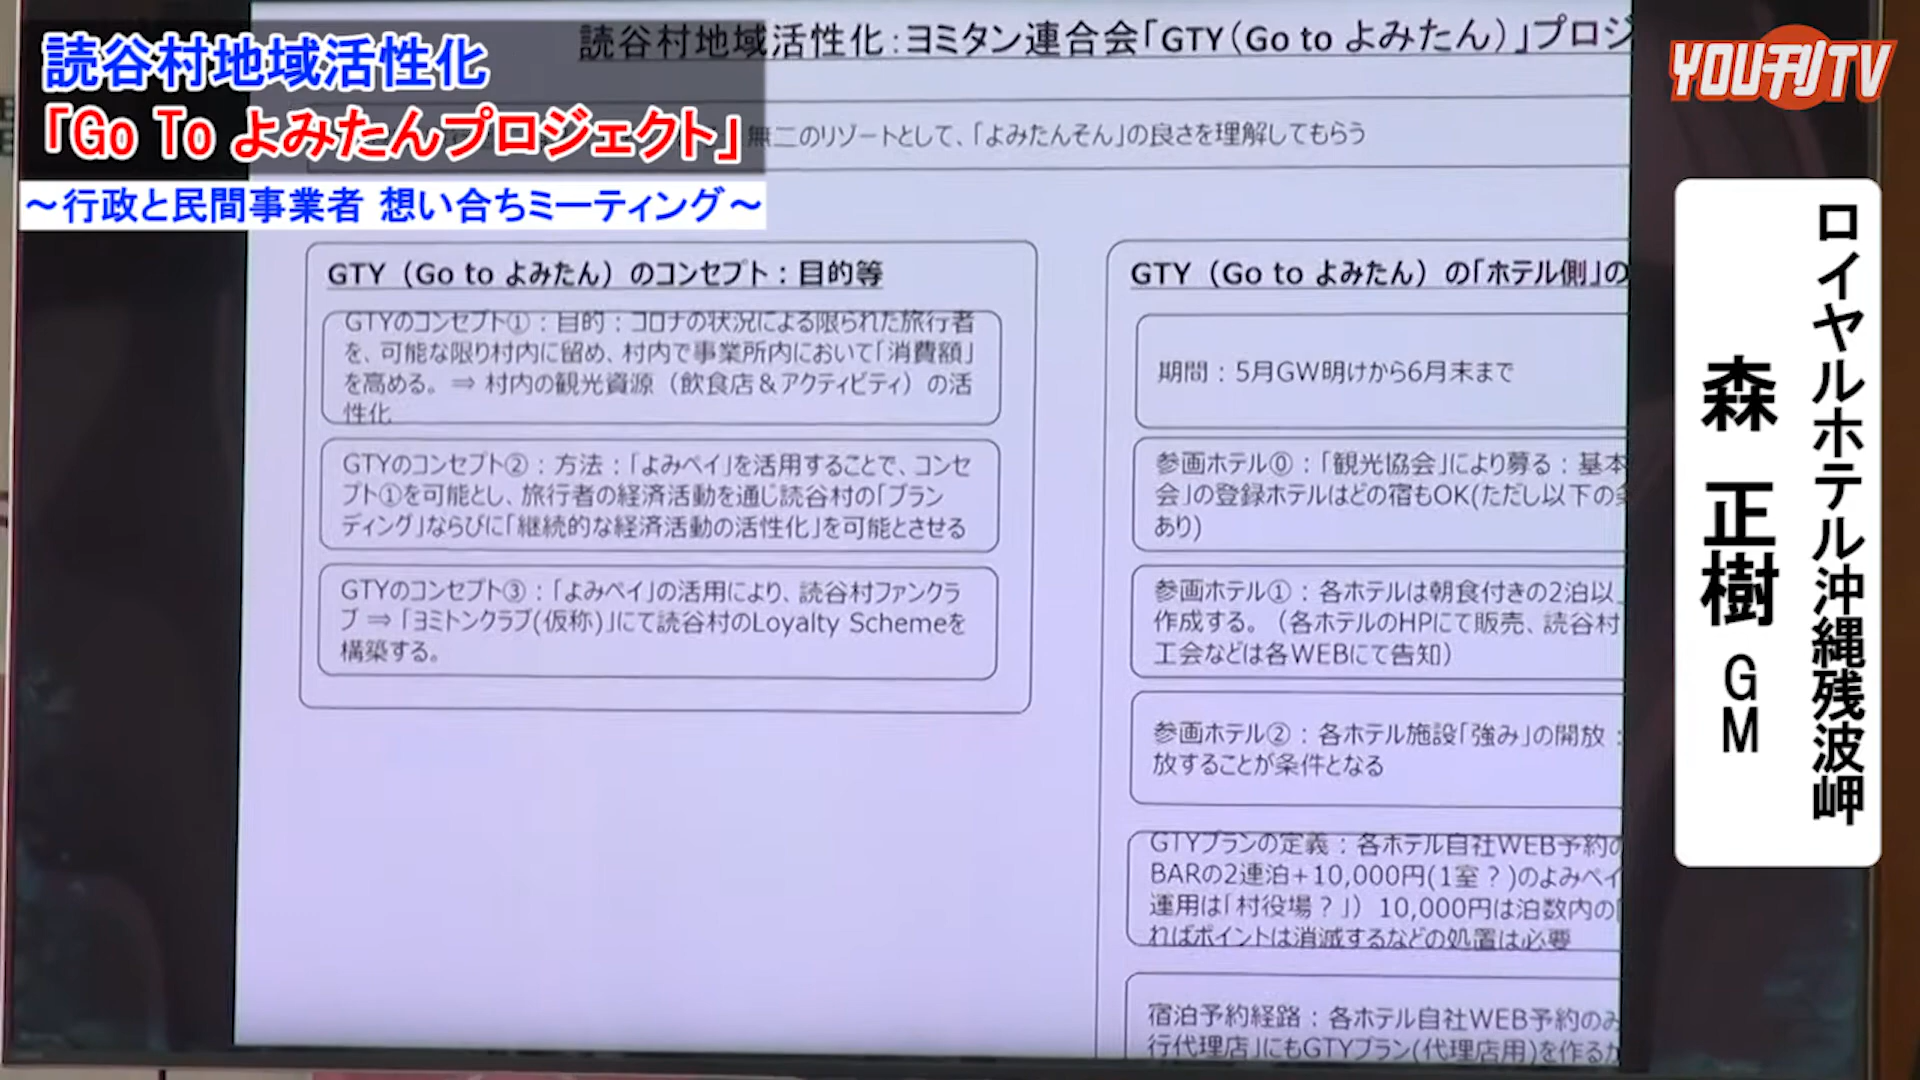 読谷村地域活性化
「Go To よみたんプロジェクト」
～行政と民間事業者 想い合ちミーティング～
YOU刊TV
ロイヤルホテル沖縄残波岬
森 正樹 GM
読谷村地域活性化：ヨミタン連合会「GTY（Go to よみたん）」プロジ
無二のリゾートとして、「よみたんそん」の良さを理解してもらう
GTY（Go to よみたん）のコンセプト：目的等
GTYのコンセプト①：目的：コロナの状況による限られた旅行者
を、可能な限り村内に留め、村内で事業所内において「消費額」
を高める。⇒ 村内の観光資源（飲食店＆アクティビティ）の活
性化
GTYのコンセプト②：方法：「よみペイ」を活用することで、コンセ
プト①を可能とし、旅行者の経済活動を通じ読谷村の「ブラン
ディング」ならびに「継続的な経済活動の活性化」を可能とさせる
GTYのコンセプト③：「よみペイ」の活用により、読谷村ファンクラ
ブ ⇒「ヨミトンクラブ(仮称)」にて読谷村のLoyalty Schemeを
構築する。
GTY（Go to よみたん）の「ホテル側」の
期間：5月GW明けから6月末まで
参画ホテル⓪：「観光協会」により募る：基本
会」の登録ホテルはどの宿もOK(ただし以下の
あり)
参画ホテル①：各ホテルは朝食付きの2泊以
作成する。（各ホテルのHPにて販売、読谷村
工会などは各WEBにて告知）
参画ホテル②：各ホテル施設「強み」の開放：
放することが条件となる
GTYプランの定義：各ホテル自社WEB予約の
BARの2連泊+10,000円(1室？)のよみペイ
運用は「村役場？」）10,000円は泊数内の
ればポイントは消滅するなどの処置は必要
宿泊予約経路：各ホテル自社WEB予約のみ
行代理店」にもGTYプラン(代理店用)を作るか